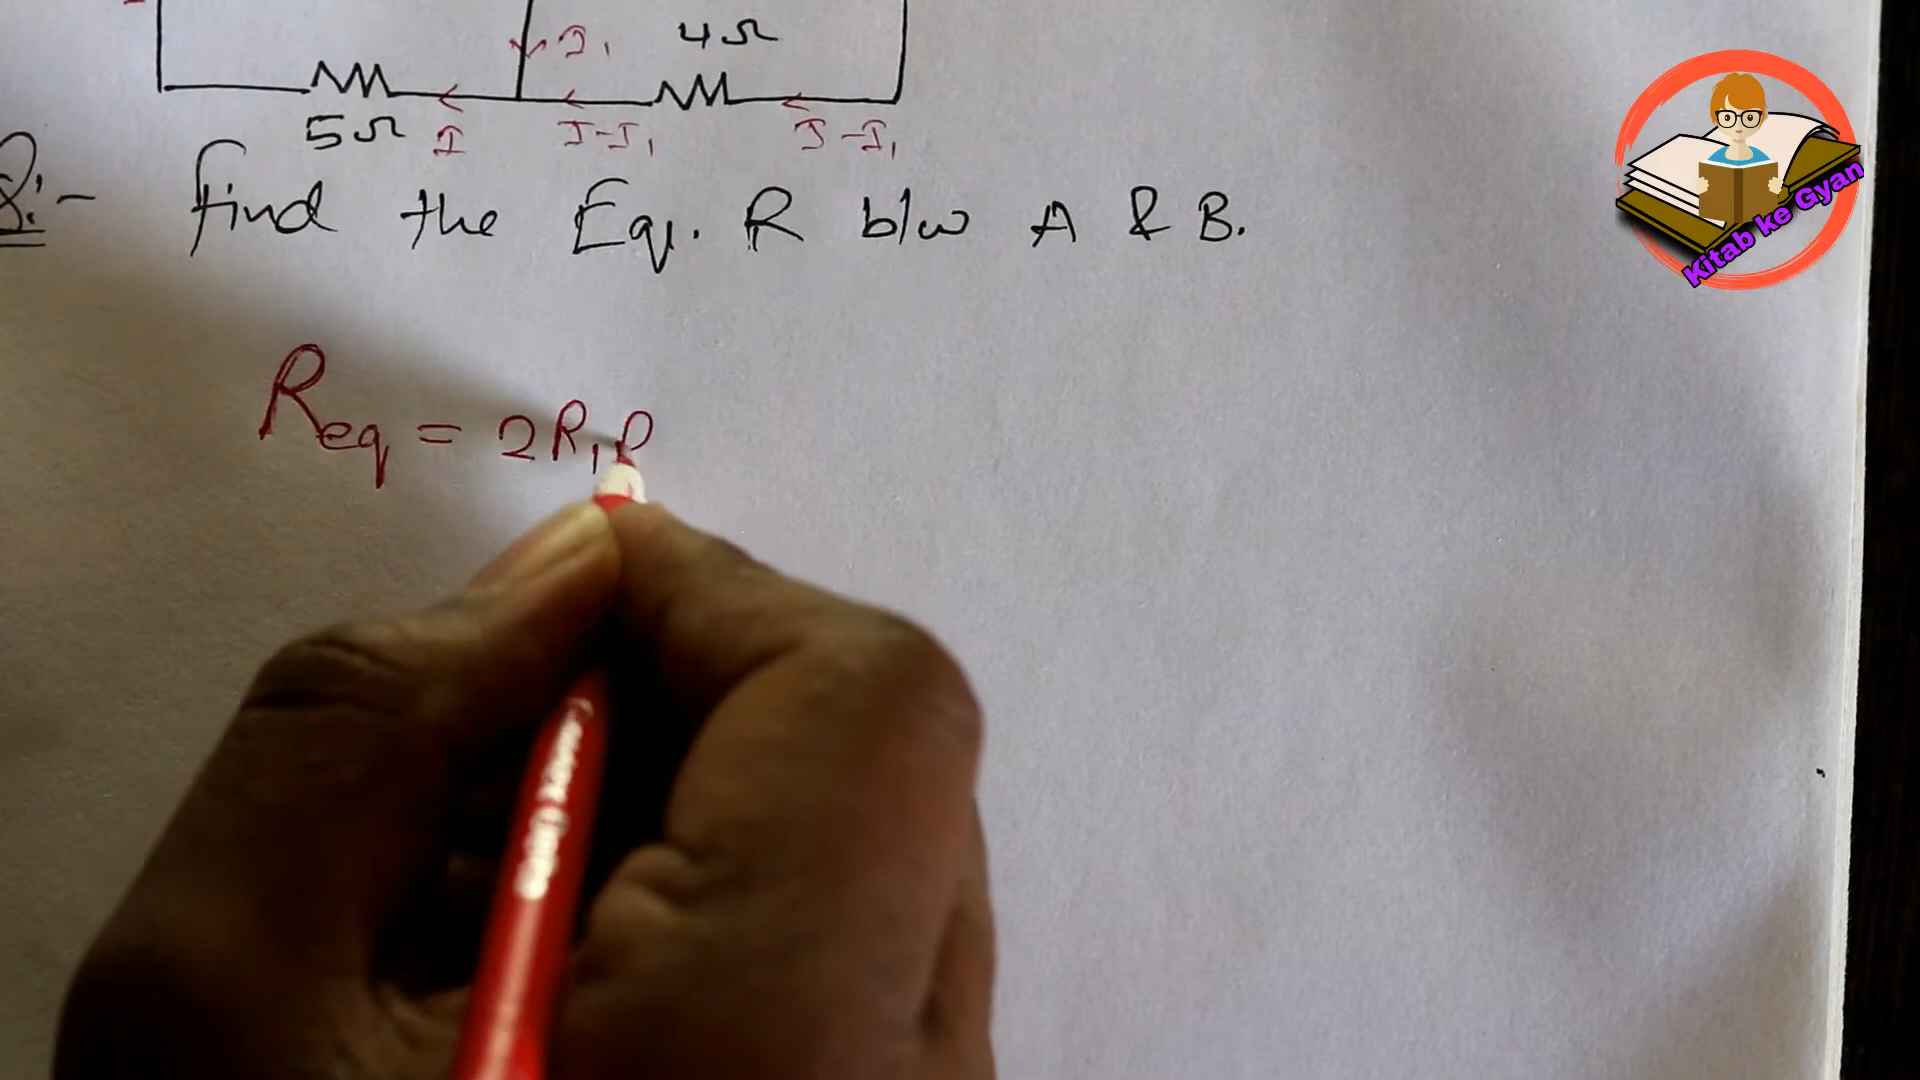 I₁ 4Ω
5Ω I I-I₁ I-I₁
Q:- Find the Eq. R b/w A & B.
Req = 2R₁R
Kitab ke Gyan